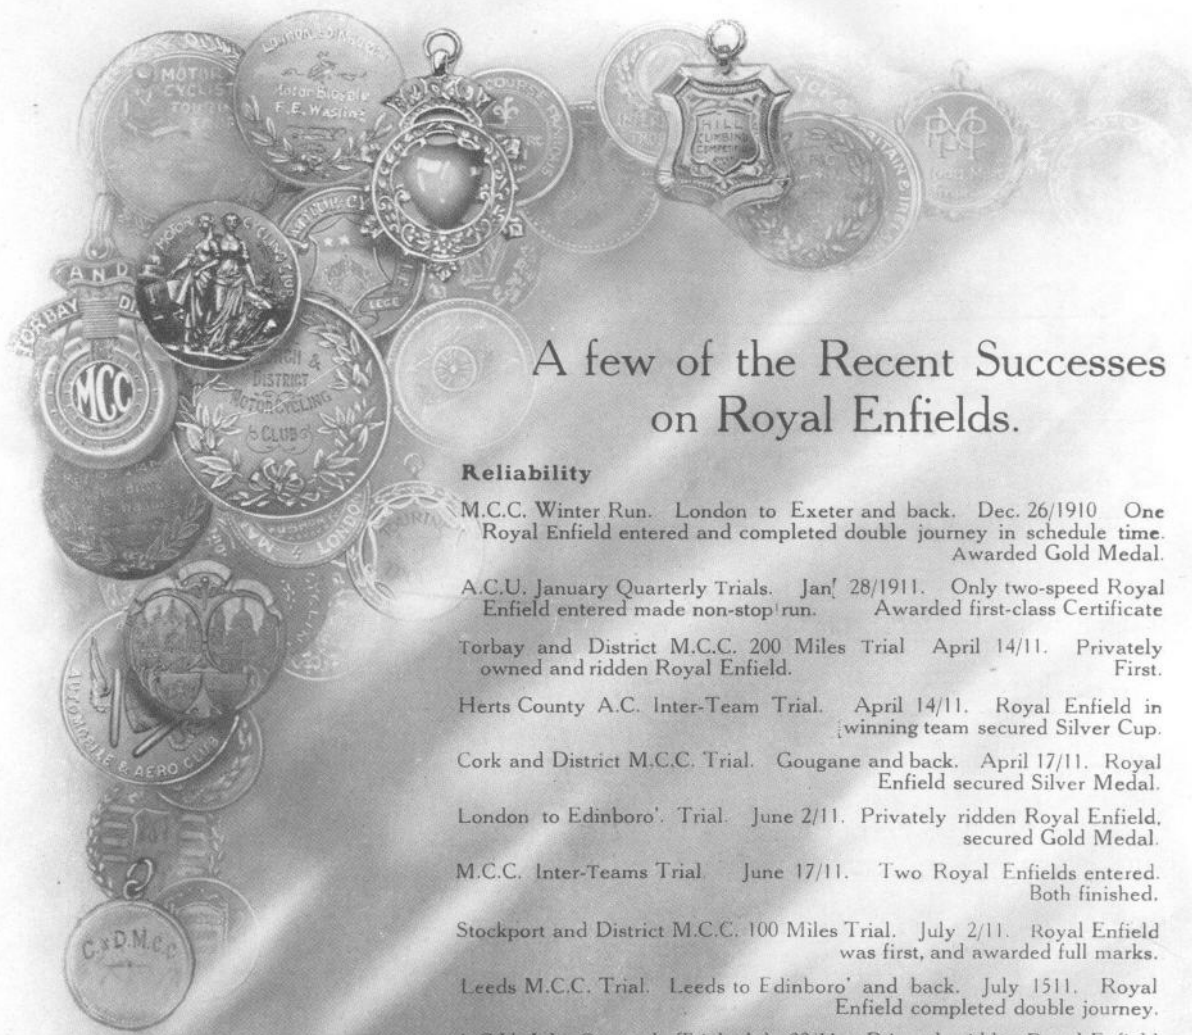 MOTOR
CYCLIST
TOURI
London Edinburgh
Motor Bicycle
F.E. Wasling
COURSE
HILL
CLIMBING
COMPETITION
MOTOR CYCLING CLUB
AND
TORBAY DI
MCC
&
DISTRICT
MOTORCYCLING
CLUB
LONDON
AUTOMOBILE & AERO CLUB
C & D.M.C.C
A few of the Recent Successes
on Royal Enfields.
Reliability
M.C.C. Winter Run. London to Exeter and back. Dec. 26/1910 One
Royal Enfield entered and completed double journey in schedule time.
Awarded Gold Medal.
A.C.U. January Quarterly Trials. Jan. 28/1911. Only two-speed Royal
Enfield entered made non-stop run. Awarded first-class Certificate
Torbay and District M.C.C. 200 Miles Trial April 14/11. Privately
owned and ridden Royal Enfield. First.
Herts County A.C. Inter-Team Trial. April 14/11. Royal Enfield in
winning team secured Silver Cup.
Cork and District M.C.C. Trial. Gougane and back. April 17/11. Royal
Enfield secured Silver Medal.
London to Edinboro'. Trial. June 2/11. Privately ridden Royal Enfield,
secured Gold Medal.
M.C.C. Inter-Teams Trial. June 17/11. Two Royal Enfields entered.
Both finished.
Stockport and District M.C.C. 100 Miles Trial. July 2/11. Royal Enfield
was first, and awarded full marks.
Leeds M.C.C. Trial. Leeds to Edinboro' and back. July 1511. Royal
Enfield completed double journey.